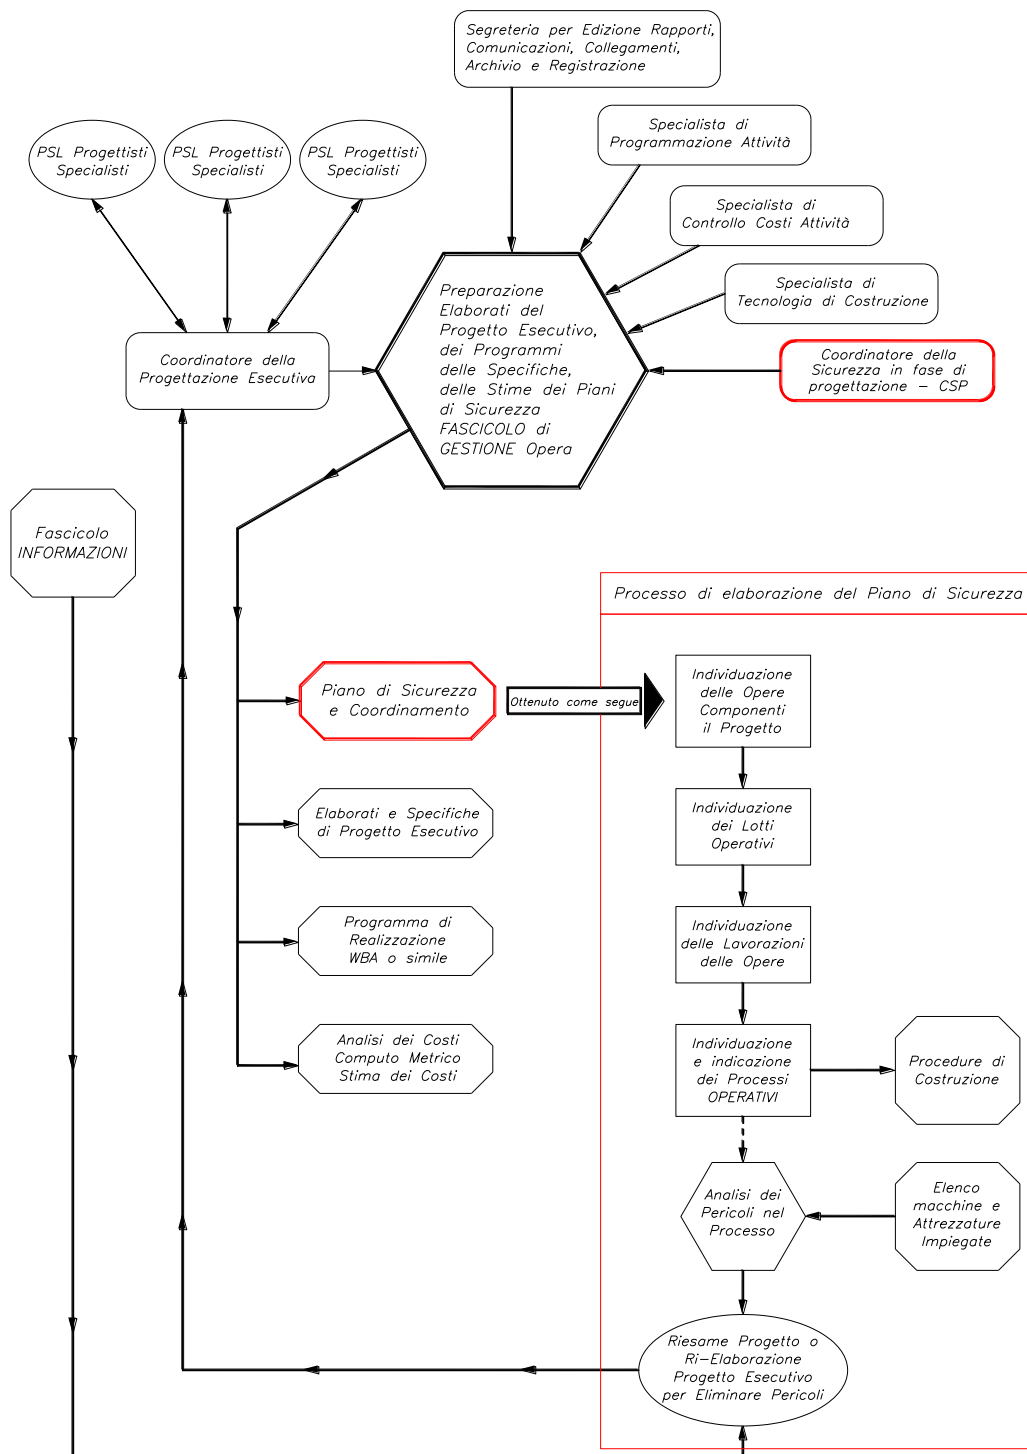 Segreteria per Edizione Rapporti,
Comunicazioni, Collegamenti,
Archivio e Registrazione
Specialista di
Programmazione Attività
PSL Progettisti
Specialisti
PSL Progettisti
Specialisti
PSL Progettisti
Specialisti
Specialista di
Controllo Costi Attività
Specialista di
Tecnologia di Costruzione
Preparazione
Elaborati del
Progetto Esecutivo,
dei Programmi
delle Specifiche,
delle Stime dei Piani
di Sicurezza
FASCICOLO di
GESTIONE Opera
Coordinatore della
Progettazione Esecutiva
Coordinatore della
Sicurezza in fase di
progettazione – CSP
Fascicolo
INFORMAZIONI
Processo di elaborazione del Piano di Sicurezza
Piano di Sicurezza
e Coordinamento
Ottenuto come segue
Individuazione
delle Opere
Componenti
il Progetto
Elaborati e Specifiche
di Progetto Esecutivo
Individuazione
dei Lotti
Operativi
Programma di
Realizzazione
WBA o simile
Individuazione
delle Lavorazioni
delle Opere
Analisi dei Costi
Computo Metrico
Stima dei Costi
Individuazione
e indicazione
dei Processi
OPERATIVI
Procedure di
Costruzione
Analisi dei
Pericoli nel
Processo
Elenco
macchine e
Attrezzature
Impiegate
Riesame Progetto o
Ri–Elaborazione
Progetto Esecutivo
per Eliminare Pericoli